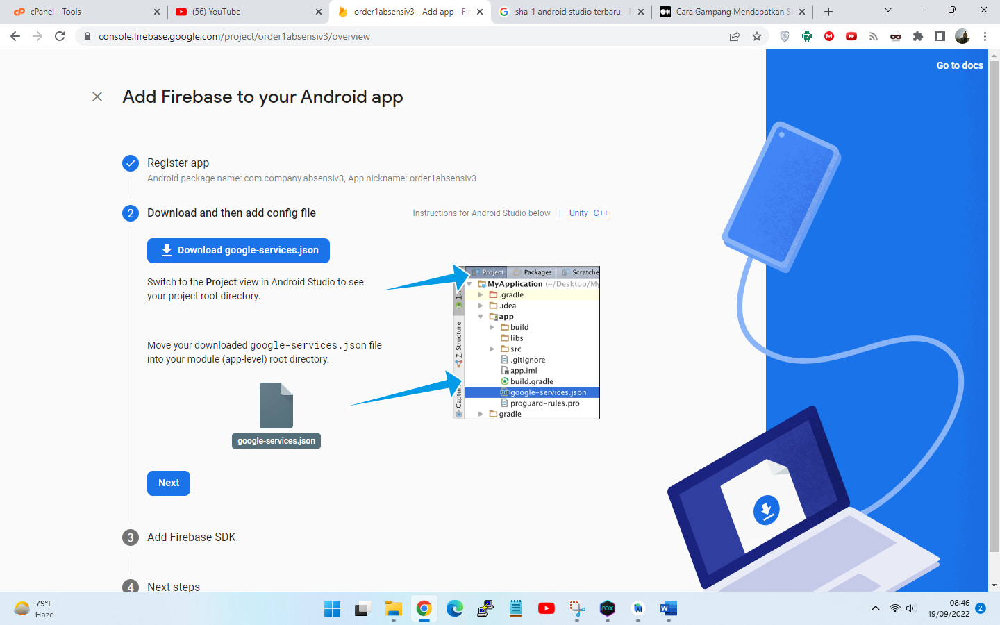 cPanel - Tools
(56) YouTube
order1absensiv3 - Add app - Fir
sha-1 android studio terbaru - P
Cara Gampang Mendapatkan SH
console.firebase.google.com/project/order1absensiv3/overview
Go to docs
Add Firebase to your Android app
Register app
Android package name: com.company.absensiv3, App nickname: order1absensiv3
2 Download and then add config file
Instructions for Android Studio below | Unity C++
Download google-services.json
Switch to the Project view in Android Studio to see
your project root directory.
Project Packages Scratche
MyApplication (~/Desktop/My
.gradle
.idea
app
build
libs
src
.gitignore
app.iml
build.gradle
google-services.json
proguard-rules.pro
gradle
Z: Structure
Captu
Move your downloaded google-services.json file
into your module (app-level) root directory.
google-services.json
Next
3 Add Firebase SDK
4 Next steps
79°F
Haze
nox
08:46
19/09/2022
2